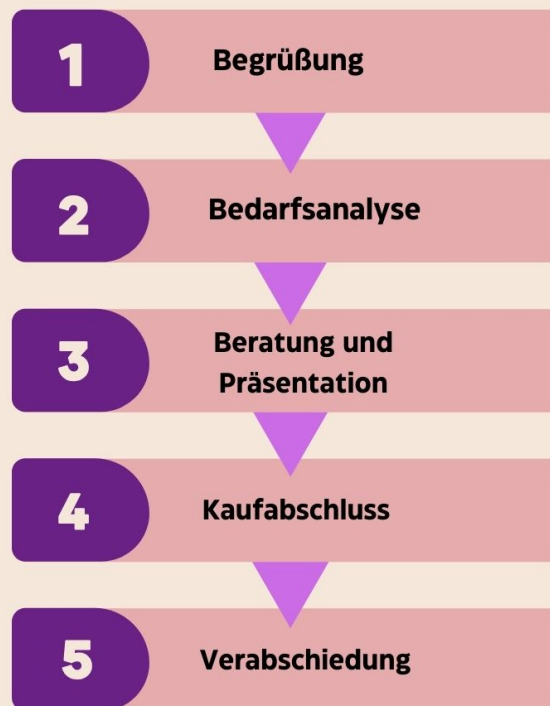 1
Begrüßung
2
Bedarfsanalyse
3
Beratung und
Präsentation
4
Kaufabschluss
5
Verabschiedung